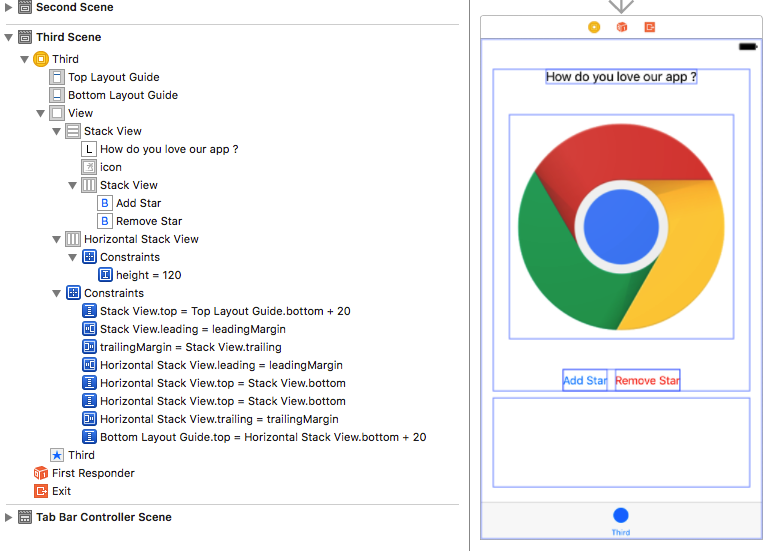 Second Scene
Third Scene
Third
Top Layout Guide
Bottom Layout Guide
View
Stack View
L How do you love our app ?
icon
Stack View
B Add Star
B Remove Star
Horizontal Stack View
Constraints
height = 120
Constraints
Stack View.top = Top Layout Guide.bottom + 20
Stack View.leading = leadingMargin
trailingMargin = Stack View.trailing
Horizontal Stack View.leading = leadingMargin
Horizontal Stack View.top = Stack View.bottom
Horizontal Stack View.top = Stack View.bottom
Horizontal Stack View.trailing = trailingMargin
Bottom Layout Guide.top = Horizontal Stack View.bottom + 20
Third
First Responder
Exit
Tab Bar Controller Scene
How do you love our app ?
Add Star Remove Star
Third